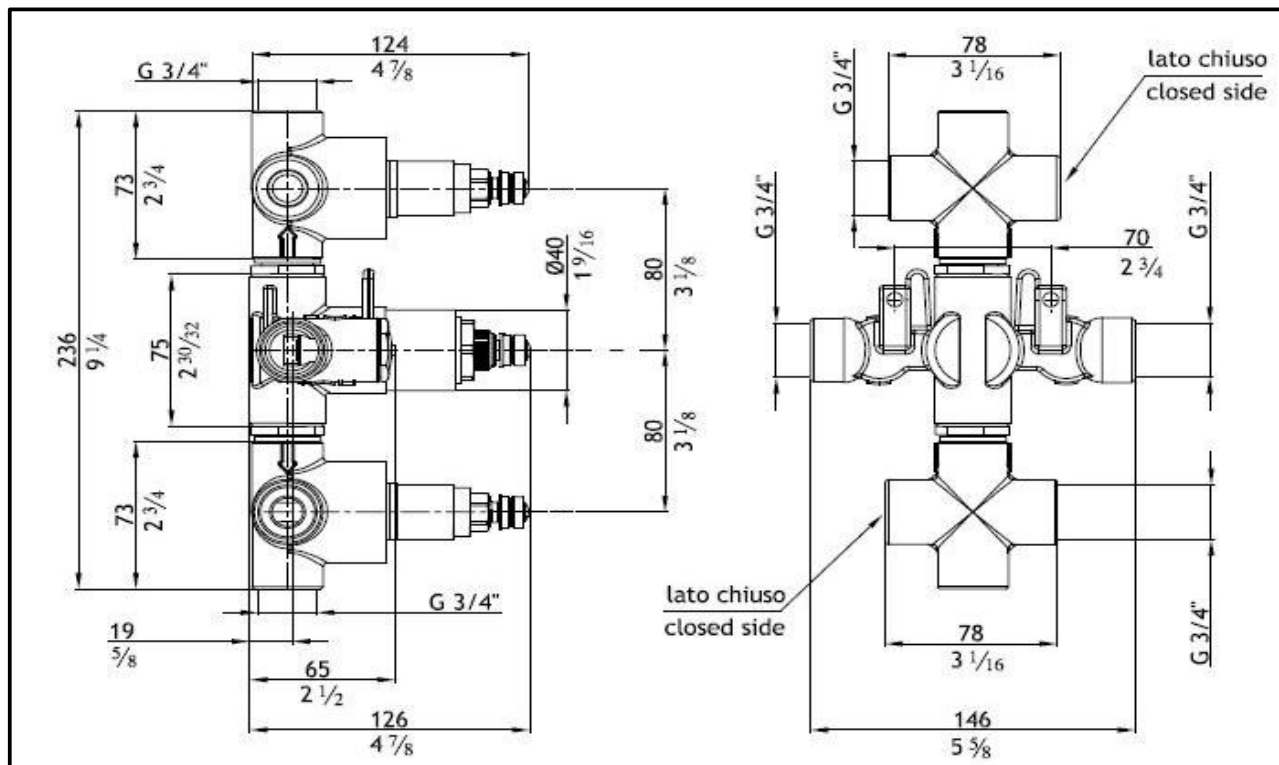 124
4 7/8
G 3/4"
73
2 3/4
236
9 1/4
75
2 30/32
73
2 3/4
Ø40
1 9/16
80
3 1/8
80
3 1/8
G 3/4"
19
5/8
65
2 1/2
126
4 7/8
78
3 1/16
lato chiuso
closed side
G 3/4"
G 3/4"
70
2 3/4
G 3/4"
lato chiuso
closed side
78
3 1/16
G 3/4"
146
5 5/8